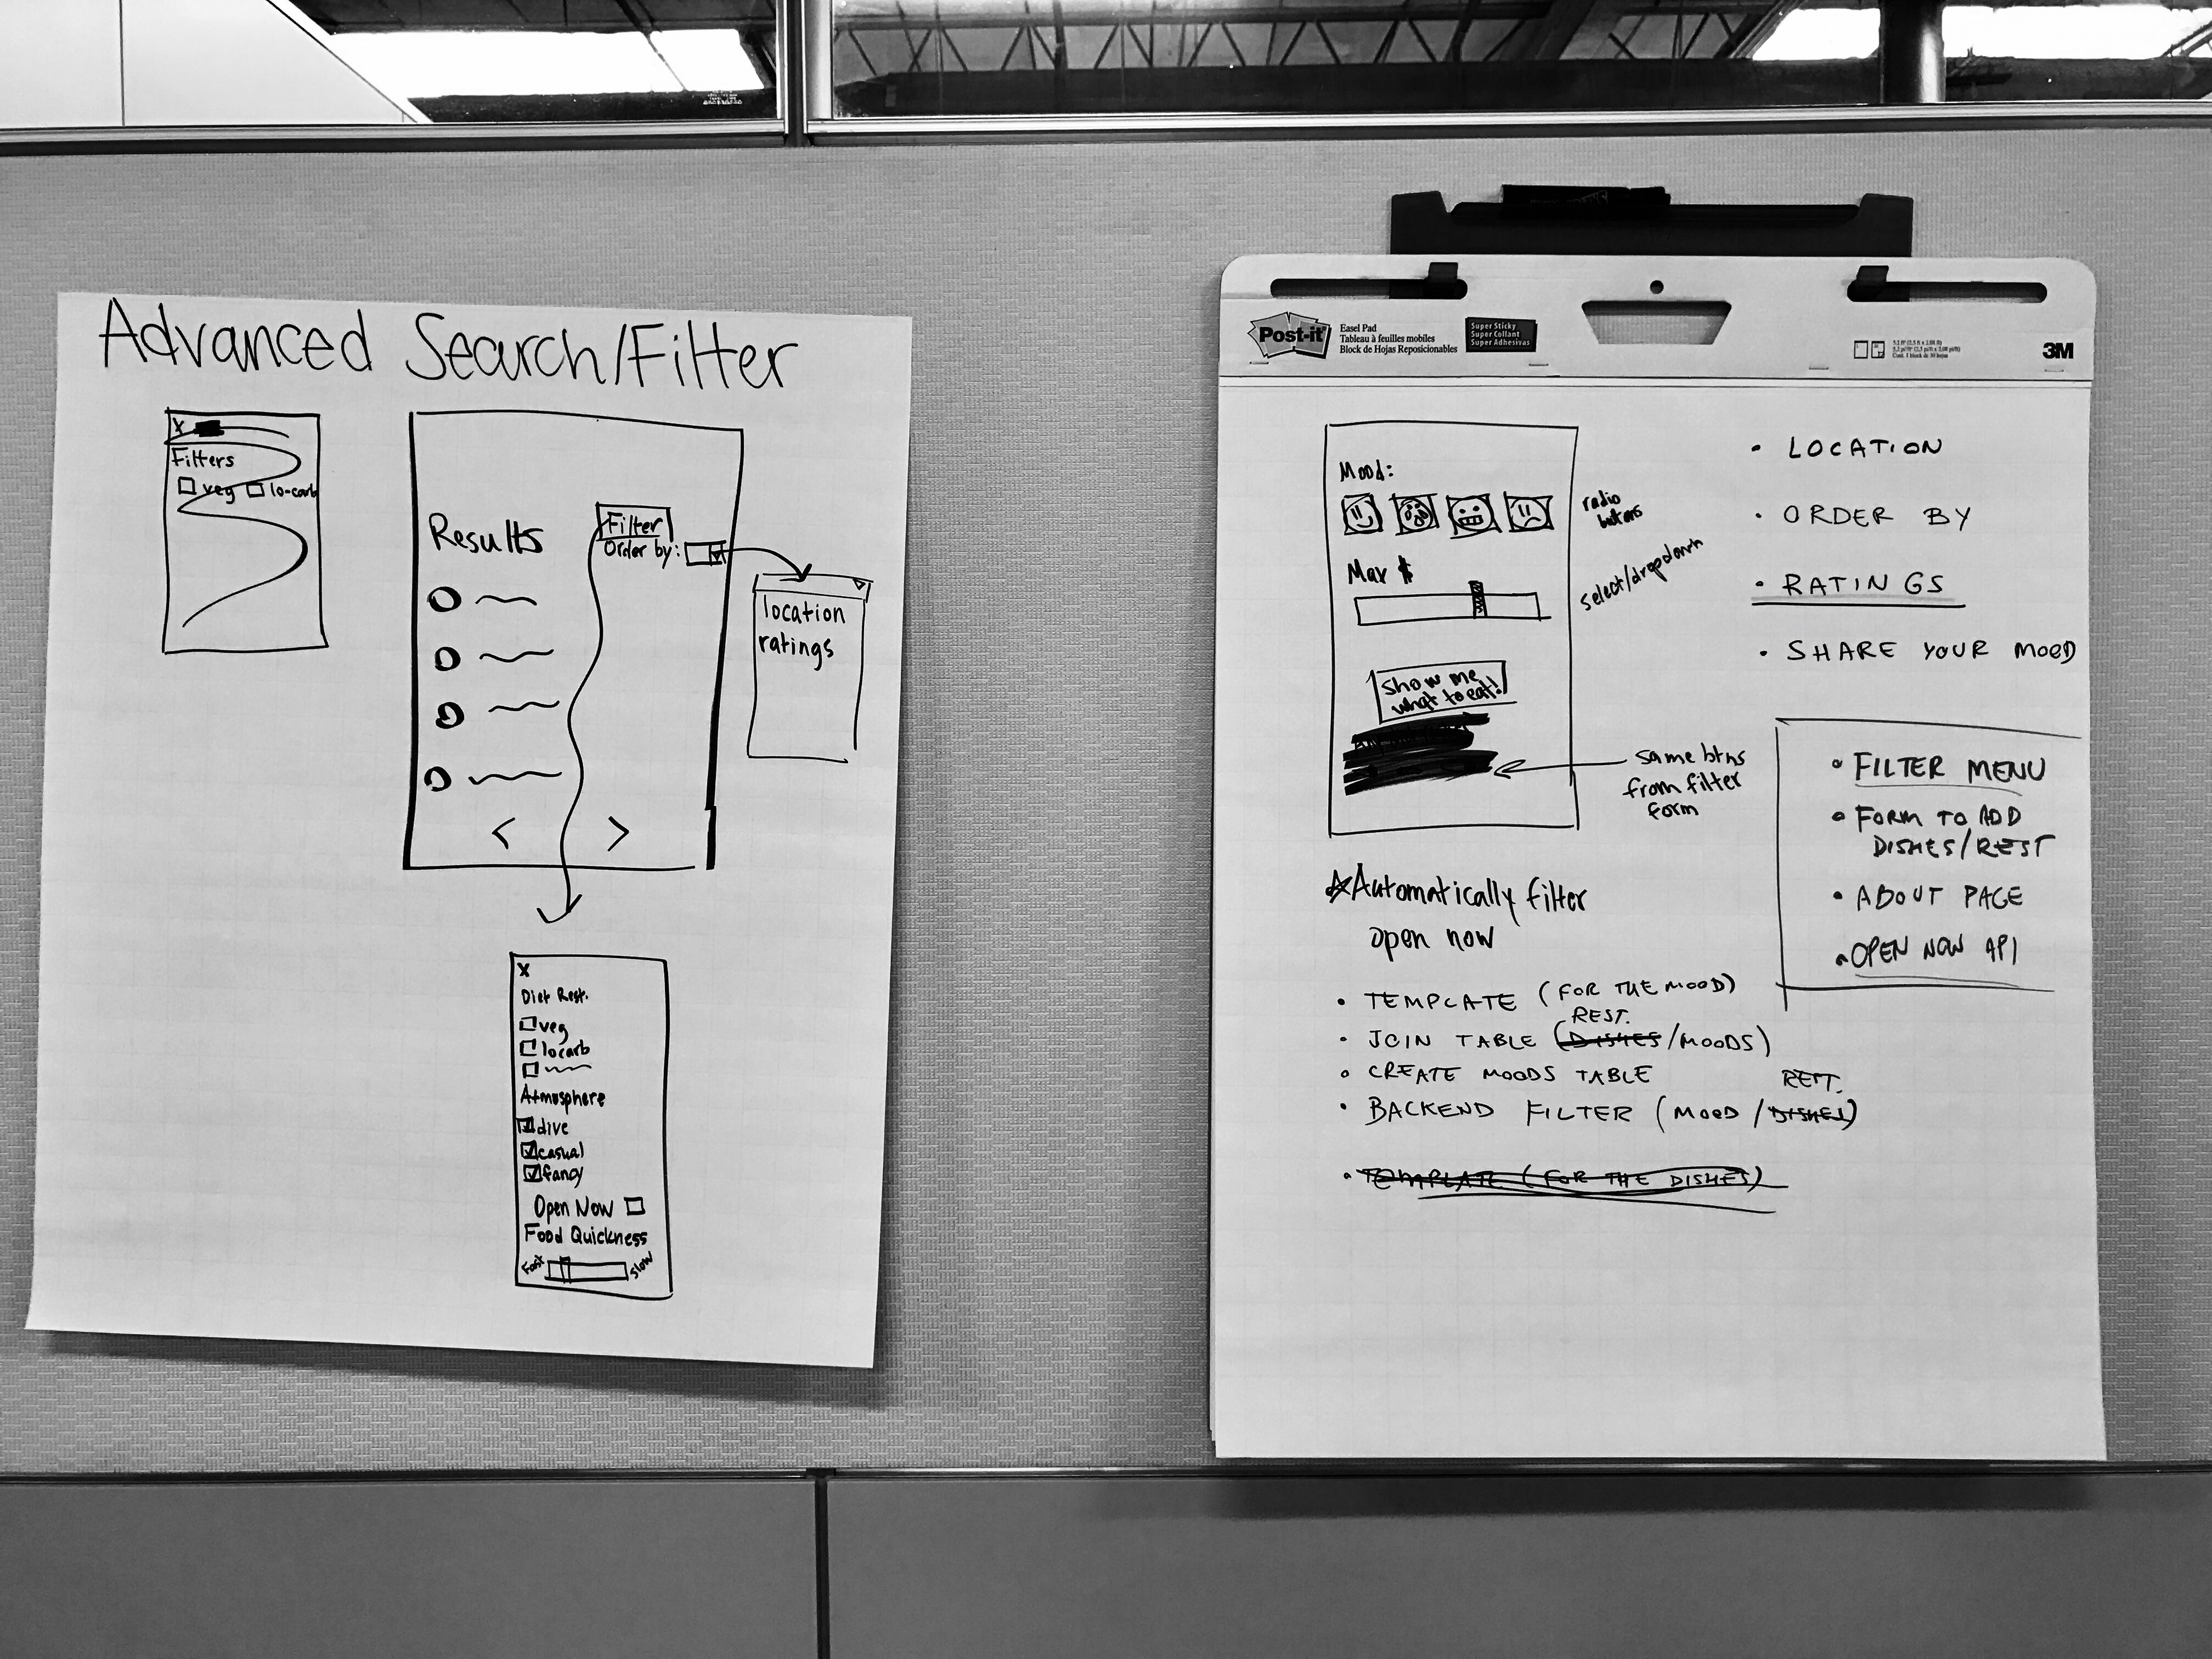 Advanced Search/Filter
X
Filters
veg lo-carb
Results
Filter
Order by:
location
ratings
X
Diet Rest.
veg
locarb
Atmosphere
dive
casual
fancy
Open Now
Food Quickness
Fast Slow
Post-it
Easel Pad
Tableau à feuilles mobiles
Block de Hojas Reposicionables
Super Sticky
Super Collant
Super Adhesivas
3M
Mood:
radio
Max $
select/dropdown
Show me
what to eat!
same btns
from filter
form
• LOCATION
• ORDER BY
• RATINGS
• SHARE YOUR MOOD
• FILTER MENU
• FORM TO ADD
DISHES/REST
• ABOUT PAGE
• OPEN NOW API
Automatically filter
open now
• TEMPLATE (FOR THE MOOD)
REST.
• JOIN TABLE (DISHES/MOODS)
• CREATE MOODS TABLE
REST.
• BACKEND FILTER (MOOD/DISHES)
• TEMPLATE (FOR THE DISHES)